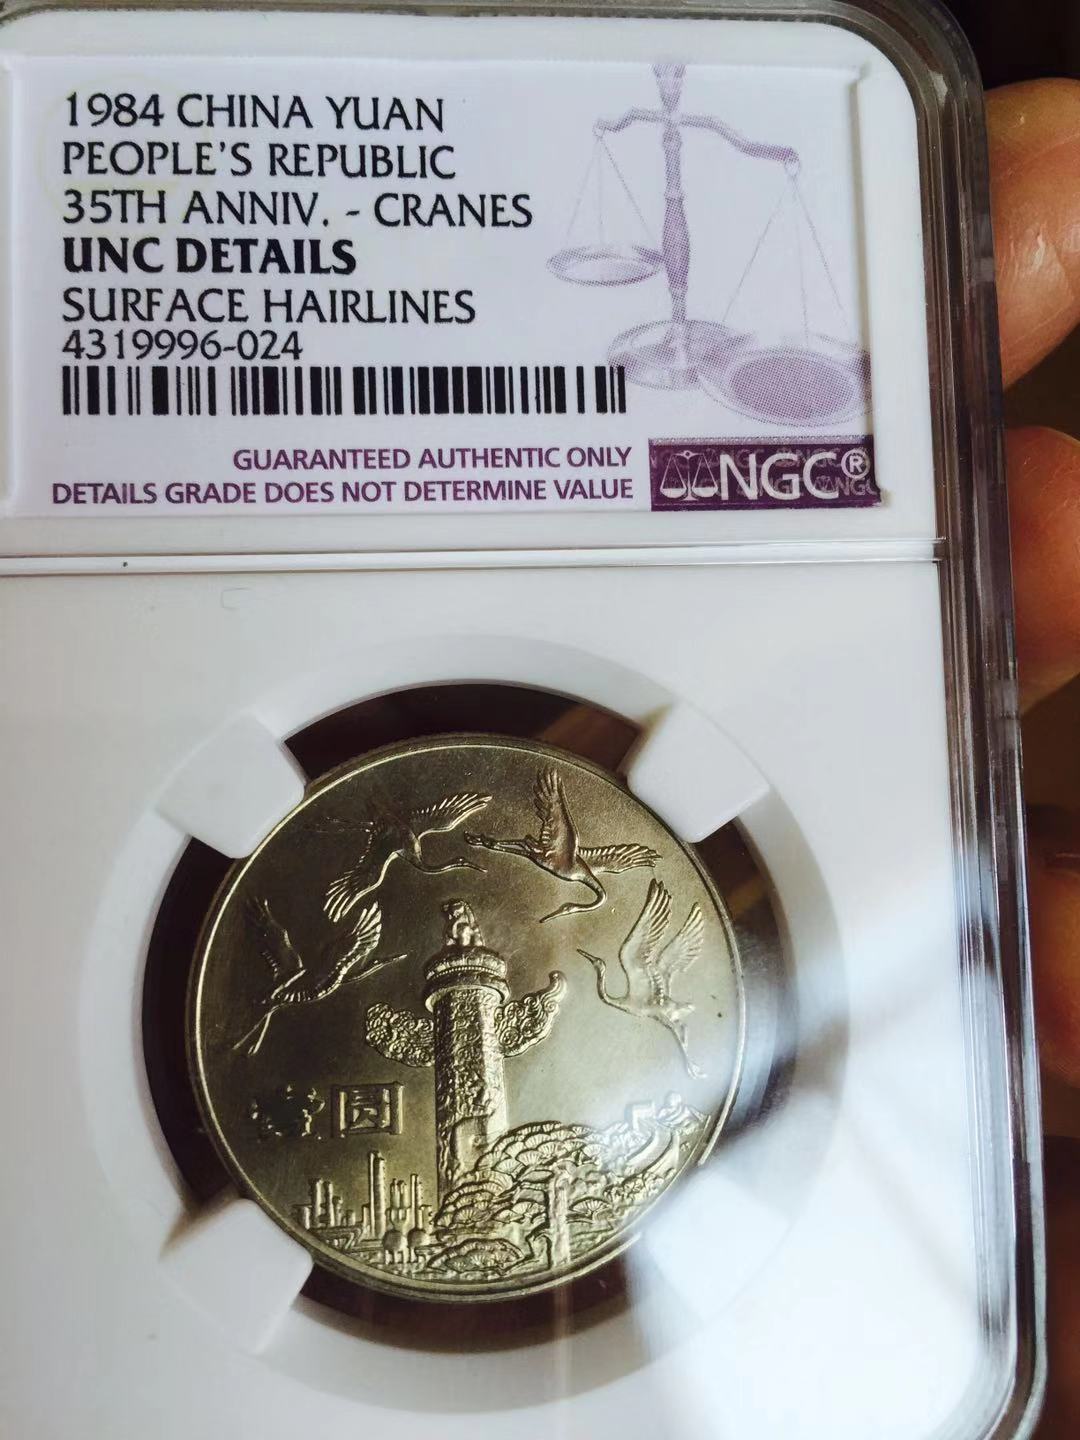 1984 CHINA YUAN
PEOPLE'S REPUBLIC
35TH ANNIV. - CRANES
UNC DETAILS
SURFACE HAIRLINES
4319996-024
GUARANTEED AUTHENTIC ONLY
DETAILS GRADE DOES NOT DETERMINE VALUE
NGC®
壹圆